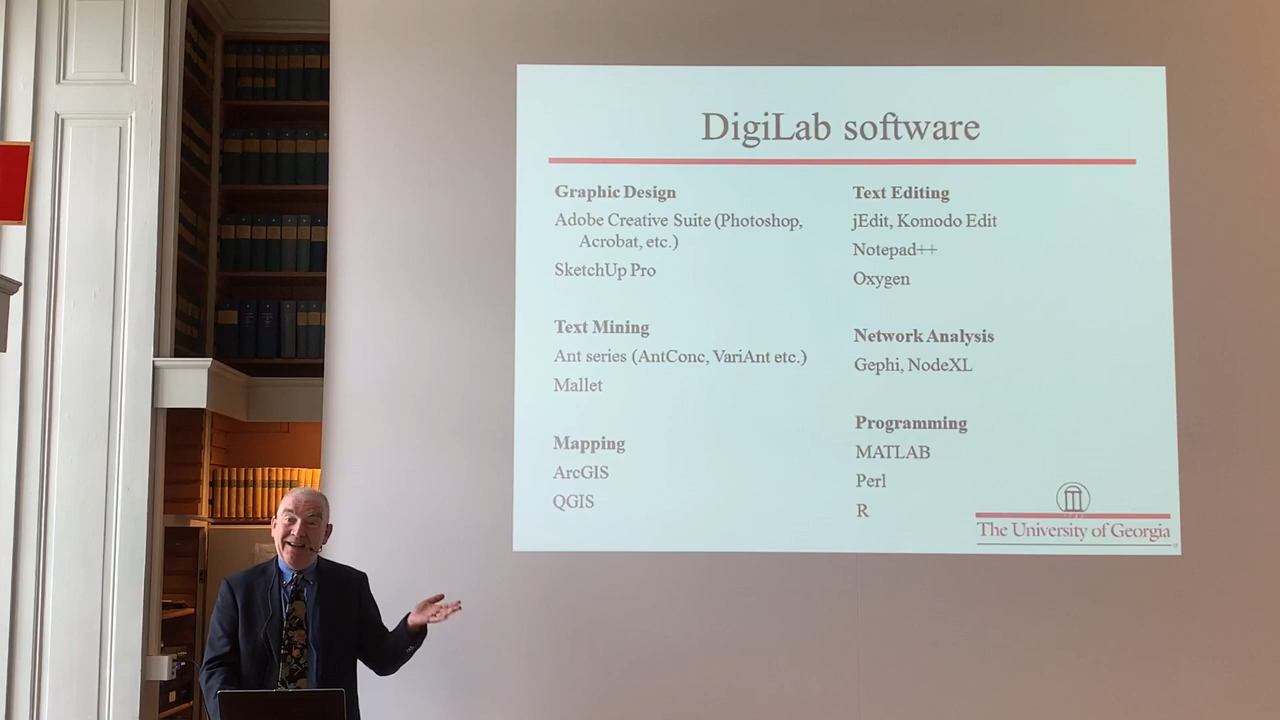 DigiLab software
Graphic Design
Adobe Creative Suite (Photoshop,
Acrobat, etc.)
SketchUp Pro
Text Mining
Ant series (AntConc, VariAnt etc.)
Mallet
Mapping
ArcGIS
QGIS
Text Editing
jEdit, Komodo Edit
Notepad++
Oxygen
Network Analysis
Gephi, NodeXL
Programming
MATLAB
Perl
R
The University of Georgia